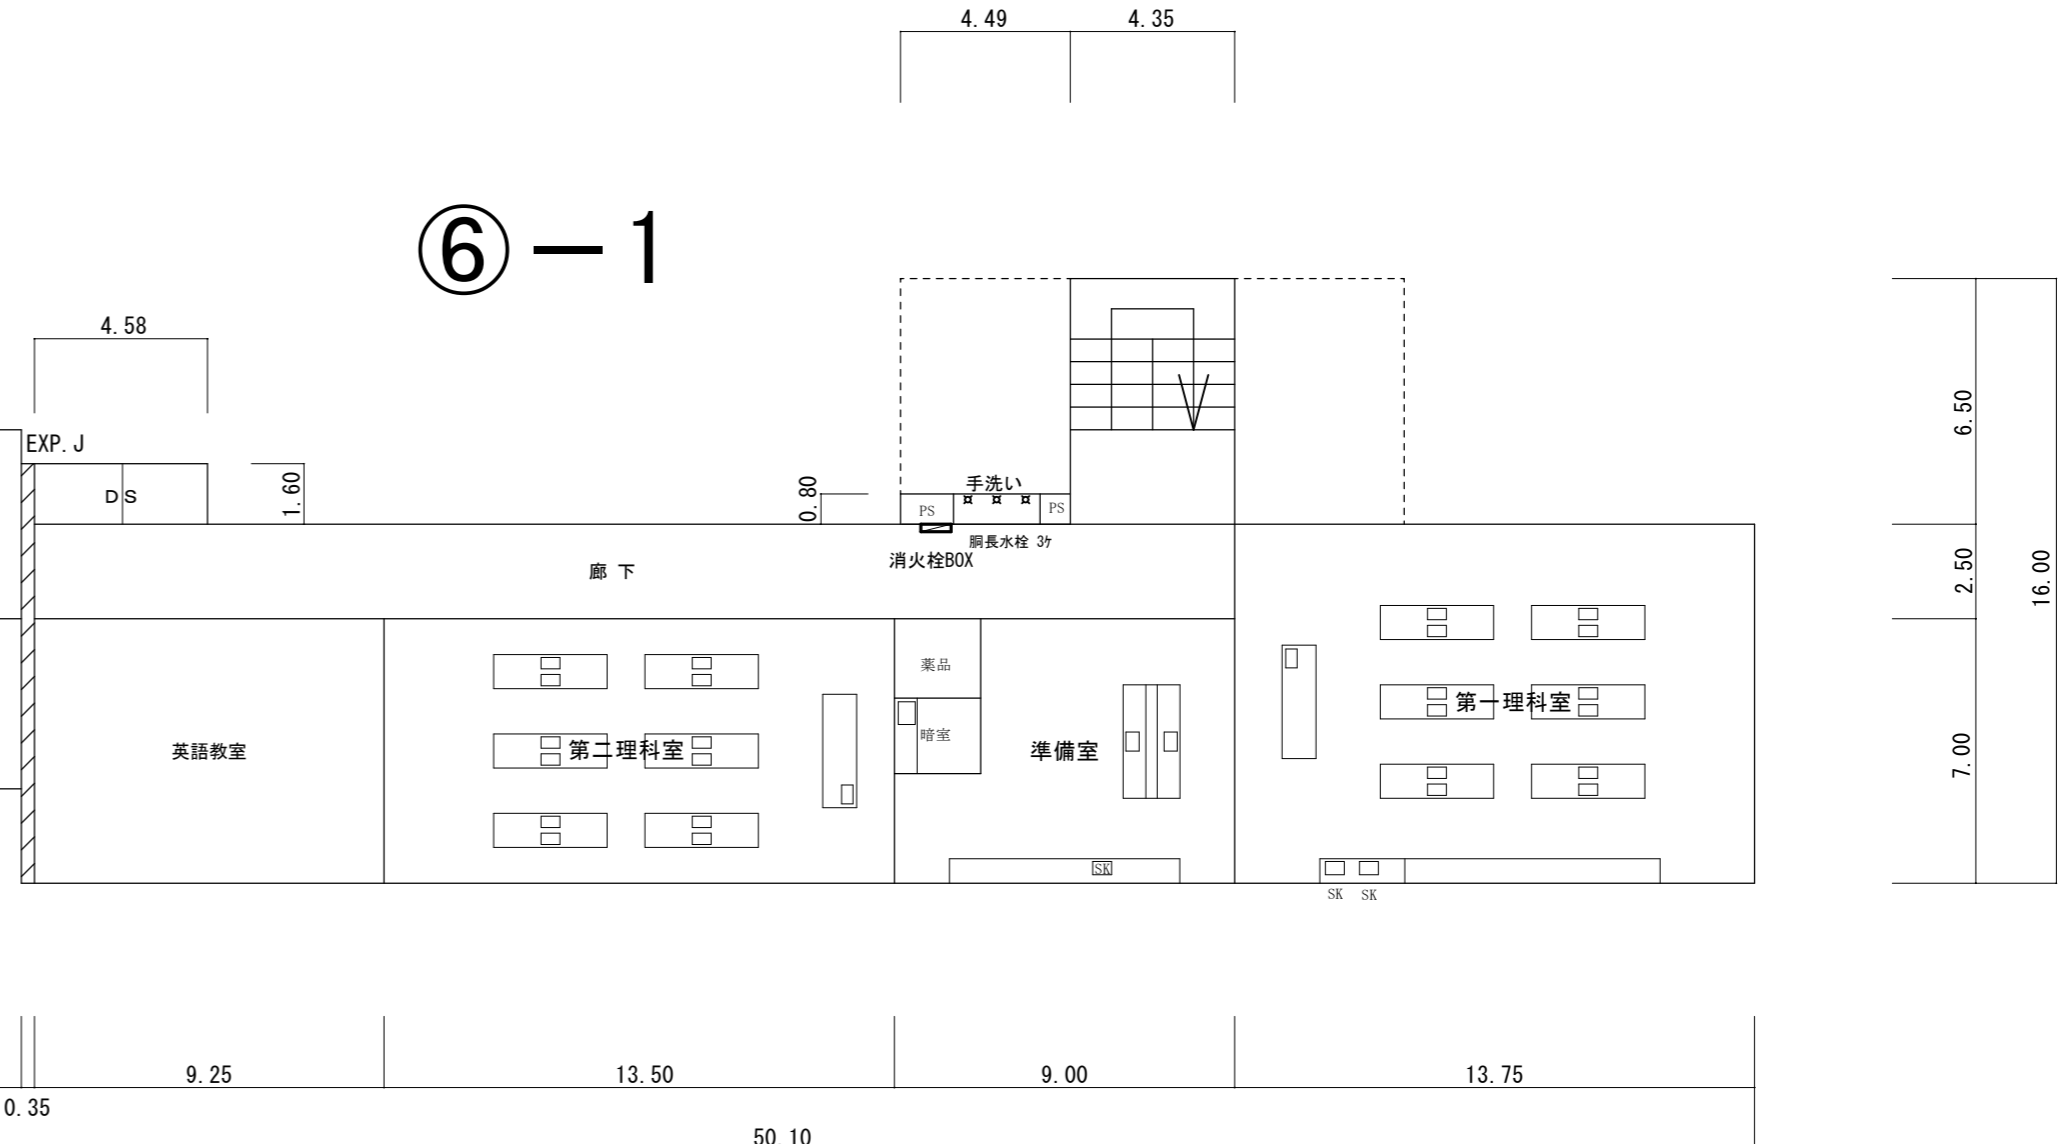 4.49
4.35
⑥－1
4.58
EXP.J
DS
1.60
0.80
手洗い
PS
PS
胴長水栓 3ケ
消火栓BOX
廊 下
6.50
2.50
16.00
7.00
薬品
暗室
英語教室
第二理科室
準備室
第一理科室
SK
SK
SK
9.25
13.50
9.00
13.75
0.35
50.10